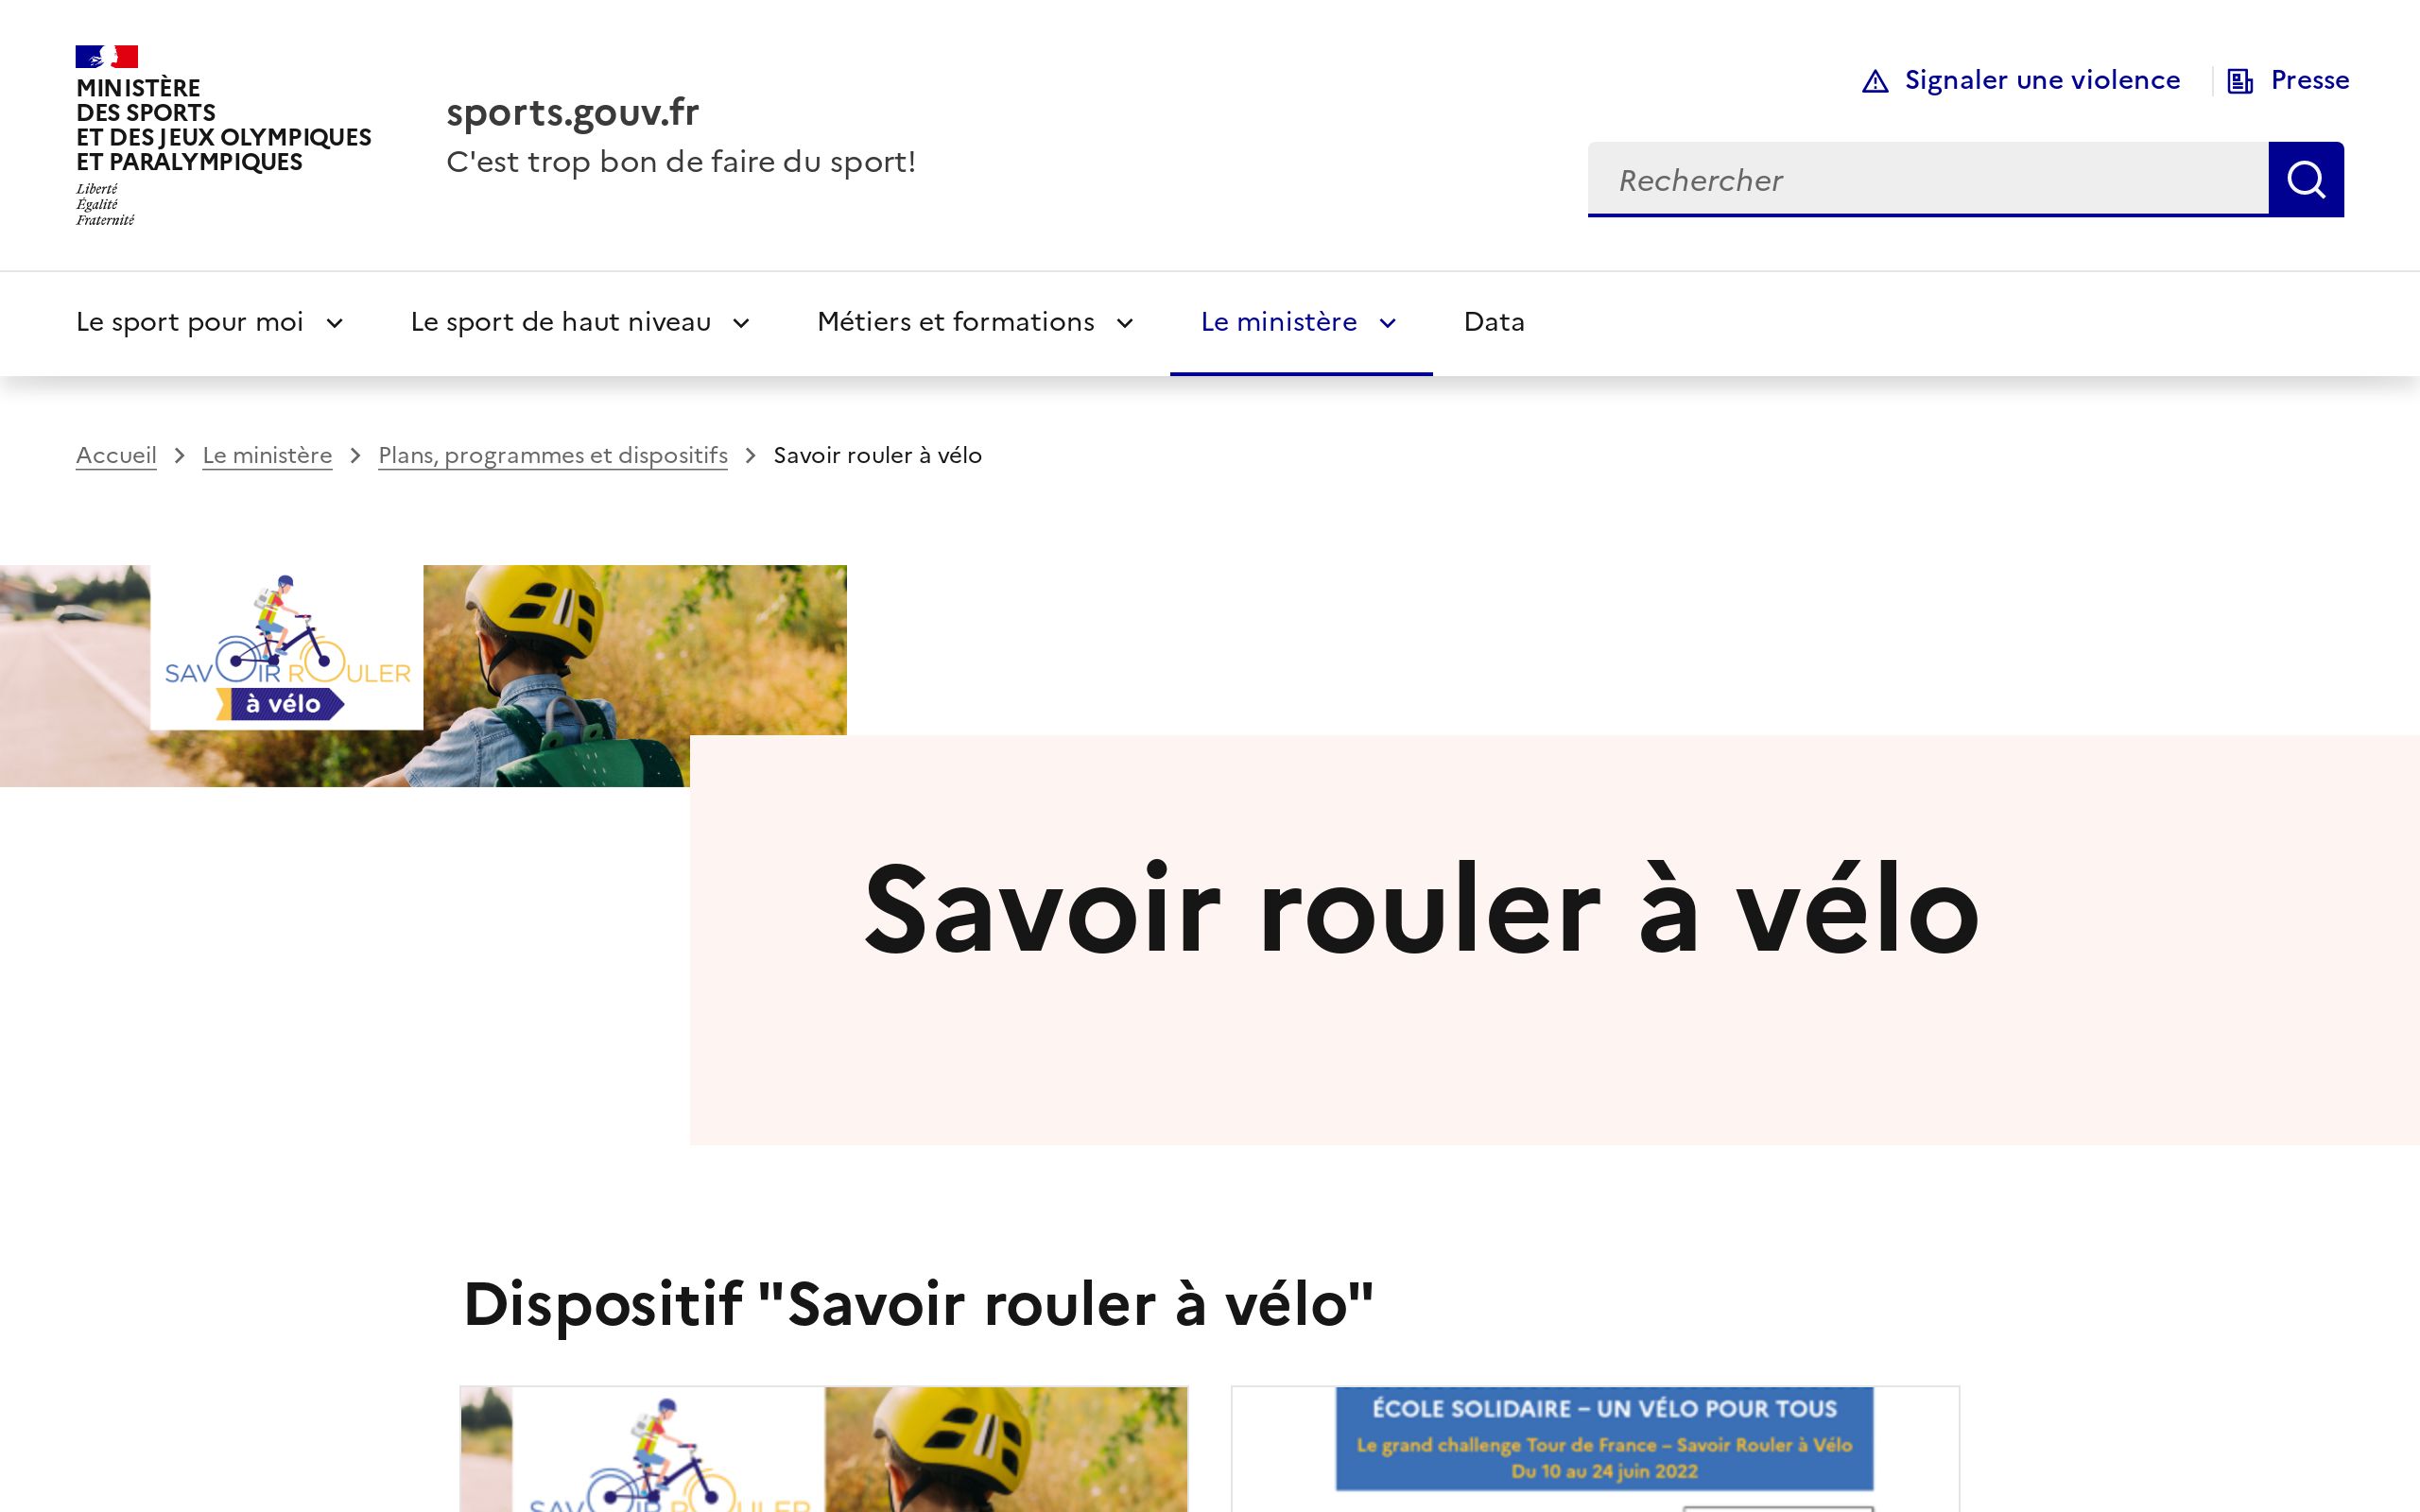 MINISTÈRE
DES SPORTS
ET DES JEUX OLYMPIQUES
ET PARALYMPIQUES
Liberté
Égalité
Fraternité
sports.gouv.fr
C'est trop bon de faire du sport!
Signaler une violence
Presse
Rechercher
Le sport pour moi
Le sport de haut niveau
Métiers et formations
Le ministère
Data
Accueil
Le ministère
Plans, programmes et dispositifs
Savoir rouler à vélo
SAVOIR ROULER
à vélo
Savoir rouler à vélo
Dispositif "Savoir rouler à vélo"
SAVOIR ROULER
ÉCOLE SOLIDAIRE – UN VÉLO POUR TOUS
Le grand challenge Tour de France – Savoir Rouler à Vélo
Du 10 au 24 juin 2022